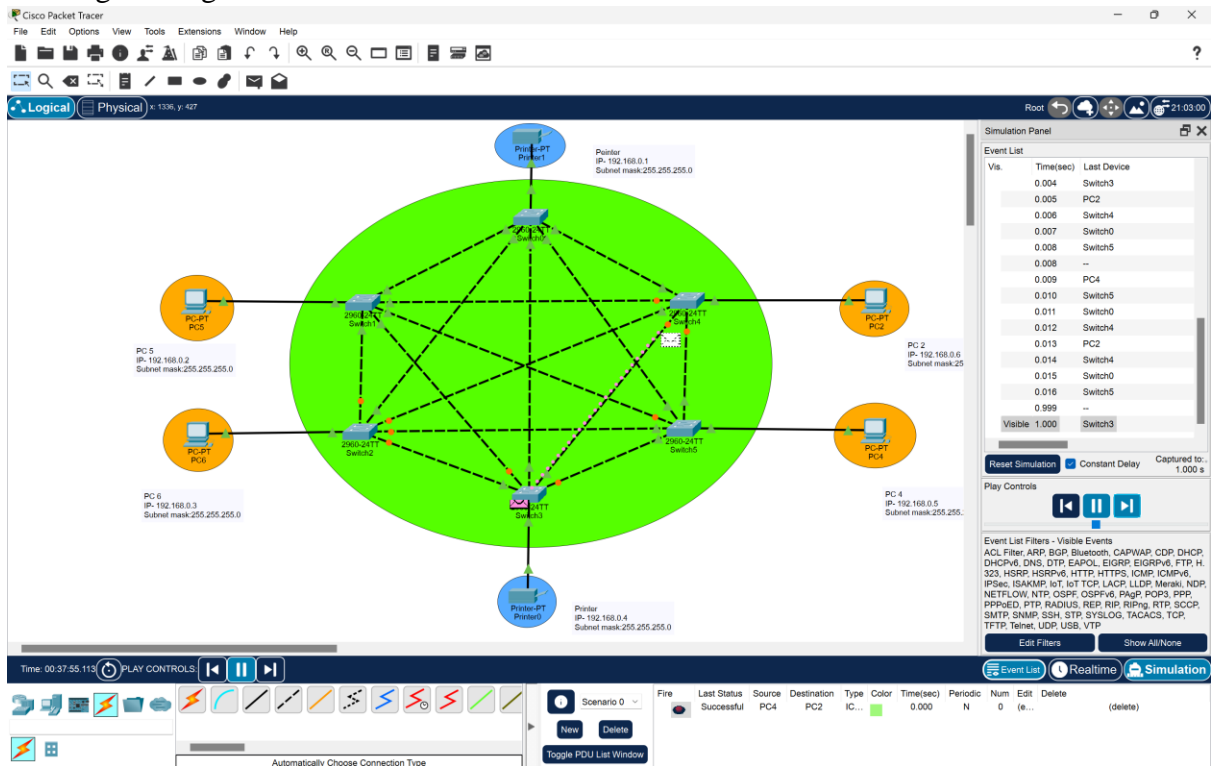 Cisco Packet Tracer
File Edit Options View Tools Extensions Window Help
?
Logical Physical x: 1336, y: 427
Root 21:03:00
Printer-PT
Printer1
Peinter
IP- 192.168.0.1
Subnet mask:255.255.255.0
2960-24TT
Switch0
PC-PT
PC5
2960-24TT
Switch1
2960-24TT
Switch4
PC-PT
PC2
PC 5
IP- 192.168.0.2
Subnet mask:255.255.255.0
PC 2
IP- 192.168.0.6
Subnet mask:25
PC-PT
PC6
2960-24TT
Switch2
2960-24TT
Switch5
PC-PT
PC4
PC 6
IP- 192.168.0.3
Subnet mask:255.255.255.0
24TT
Switch3
PC 4
IP- 192.168.0.5
Subnet mask:255.255.
Printer-PT
Printer0
Printer
IP- 192.168.0.4
Subnet mask:255.255.255.0
Simulation Panel
Event List
Vis. Time(sec) Last Device
0.004 Switch3
0.005 PC2
0.006 Switch4
0.007 Switch0
0.008 Switch5
0.008 --
0.009 PC4
0.010 Switch5
0.011 Switch0
0.012 Switch4
0.013 PC2
0.014 Switch4
0.015 Switch0
0.016 Switch5
0.999 --
Visible 1.000 Switch3
Reset Simulation Constant Delay Captured to:
1.000 s
Play Controls
Event List Filters - Visible Events
ACL Filter, ARP, BGP, Bluetooth, CAPWAP, CDP, DHCP,
DHCPv6, DNS, DTP, EAPOL, EIGRP, EIGRPv6, FTP, H.
323, HSRP, HSRPv6, HTTP, HTTPS, ICMP, ICMPv6,
IPSec, ISAKMP, IoT, IoT TCP, LACP, LLDP, Meraki, NDP,
NETFLOW, NTP, OSPF, OSPFv6, PAgP, POP3, PPP,
PPPoED, PTP, RADIUS, REP, RIP, RIPng, RTP, SCCP,
SMTP, SNMP, SSH, STP, SYSLOG, TACACS, TCP,
TFTP, Telnet, UDP, USB, VTP
Edit Filters Show All/None
Time: 00:37:55.113 PLAY CONTROLS:
Event List Realtime Simulation
Scenario 0
New Delete
Toggle PDU List Window
Fire Last Status Source Destination Type Color Time(sec) Periodic Num Edit Delete
Successful PC4 PC2 IC... 0.000 N 0 (e... (delete)
Automatically Choose Connection Type